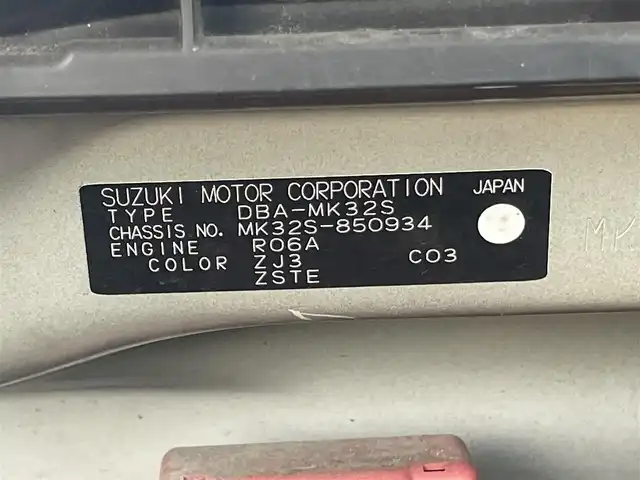 SUZUKI MOTOR CORPORATION JAPAN
TYPE DBA-MK32S
CHASSIS NO. MK32S-850934
ENGINE R06A
COLOR ZJ3 C03
ZSTE